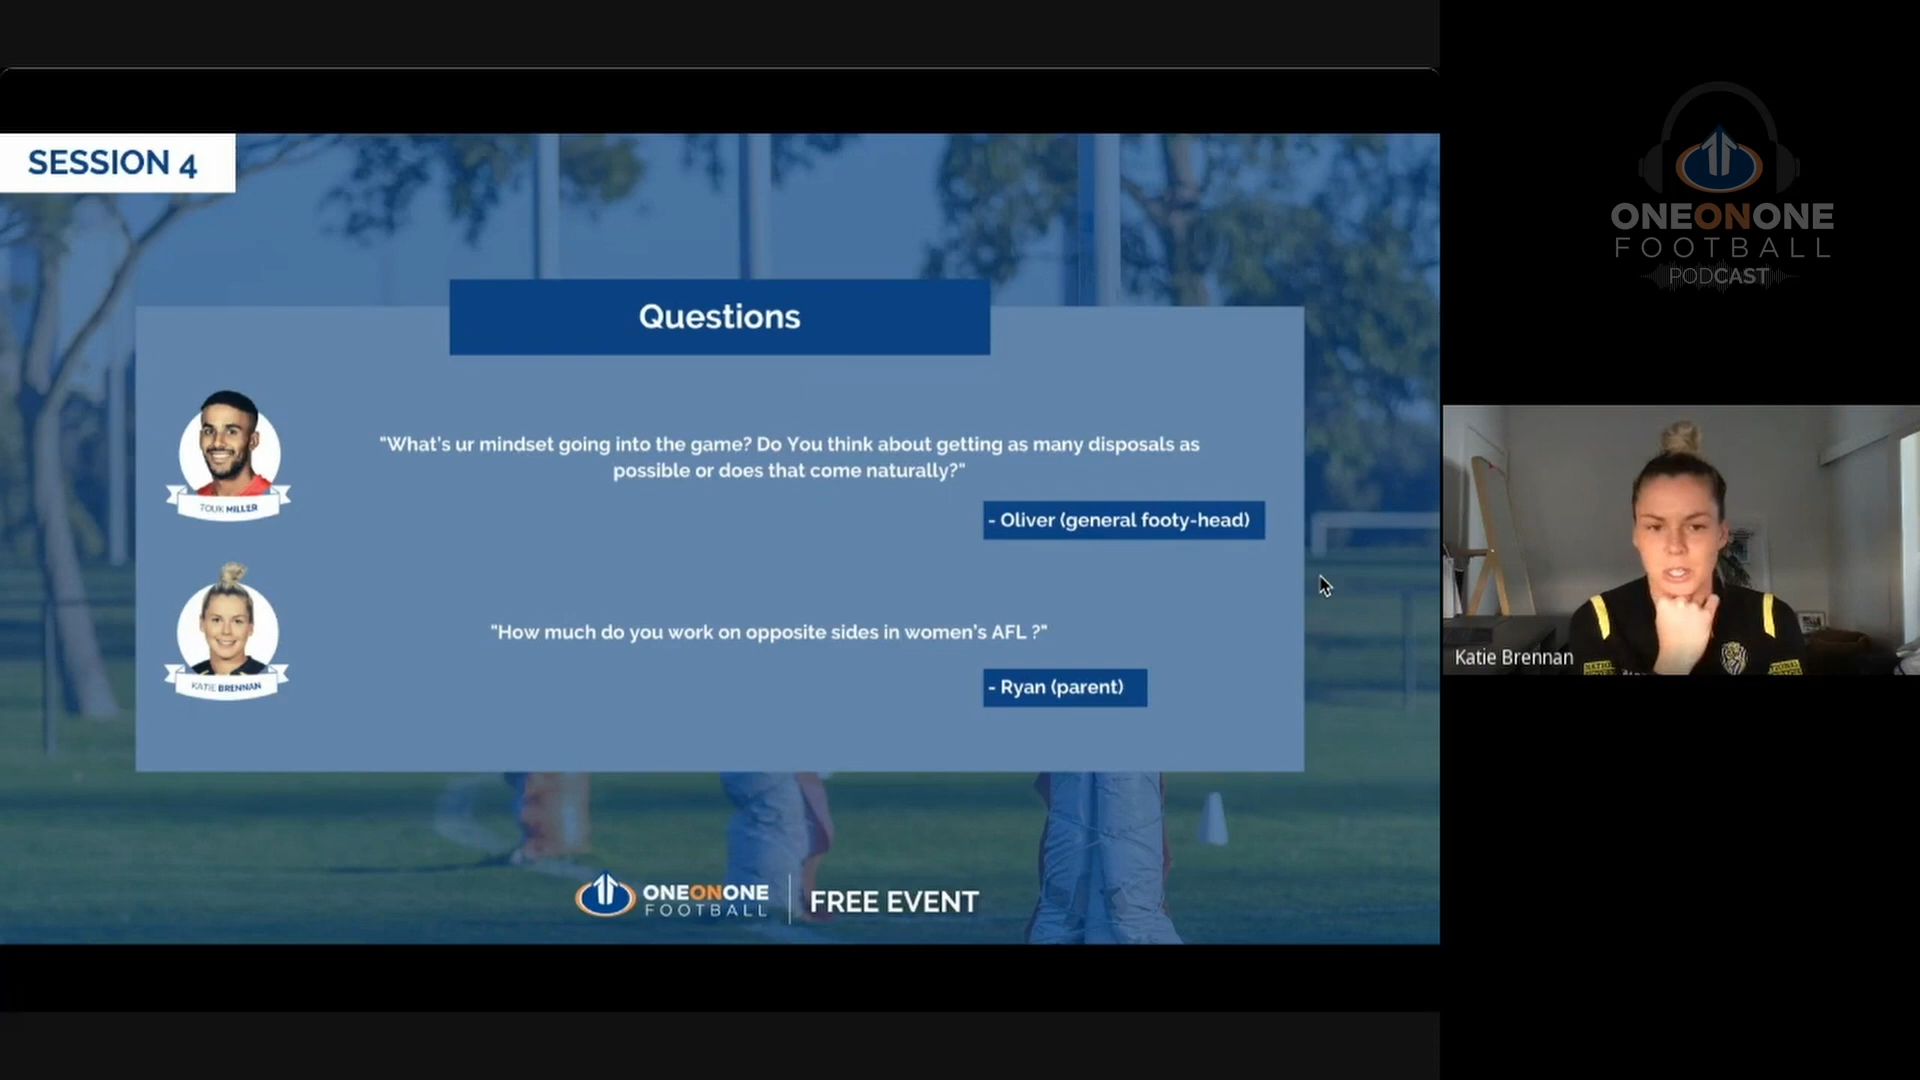 SESSION 4
Questions
"What's ur mindset going into the game? Do You think about getting as many disposals as
possible or does that come naturally?"
- Oliver (general footy-head)
TOUK MILLER
"How much do you work on opposite sides in women's AFL ?"
- Ryan (parent)
KATIE BRENNAN
ONEONONE
FOOTBALL
FREE EVENT
ONEONONE
FOOTBALL
PODCAST
Katie Brennan